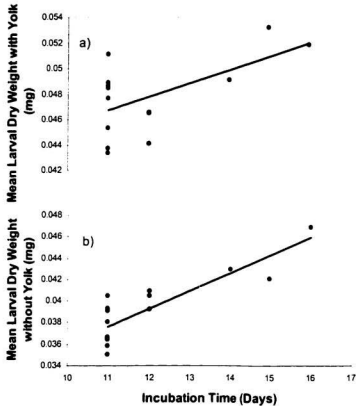 Mean Larval Dry Weight with Yolk
(mg)
0.054
0.052
0.05
0.048
0.046
0.044
0.042
a)
Mean Larval Dry Weight
without Yolk (mg)
0.048
0.046
0.044
0.042
0.04
0.038
0.036
0.034
b)
10 11 12 13 14 15 16 17
Incubation Time (Days)